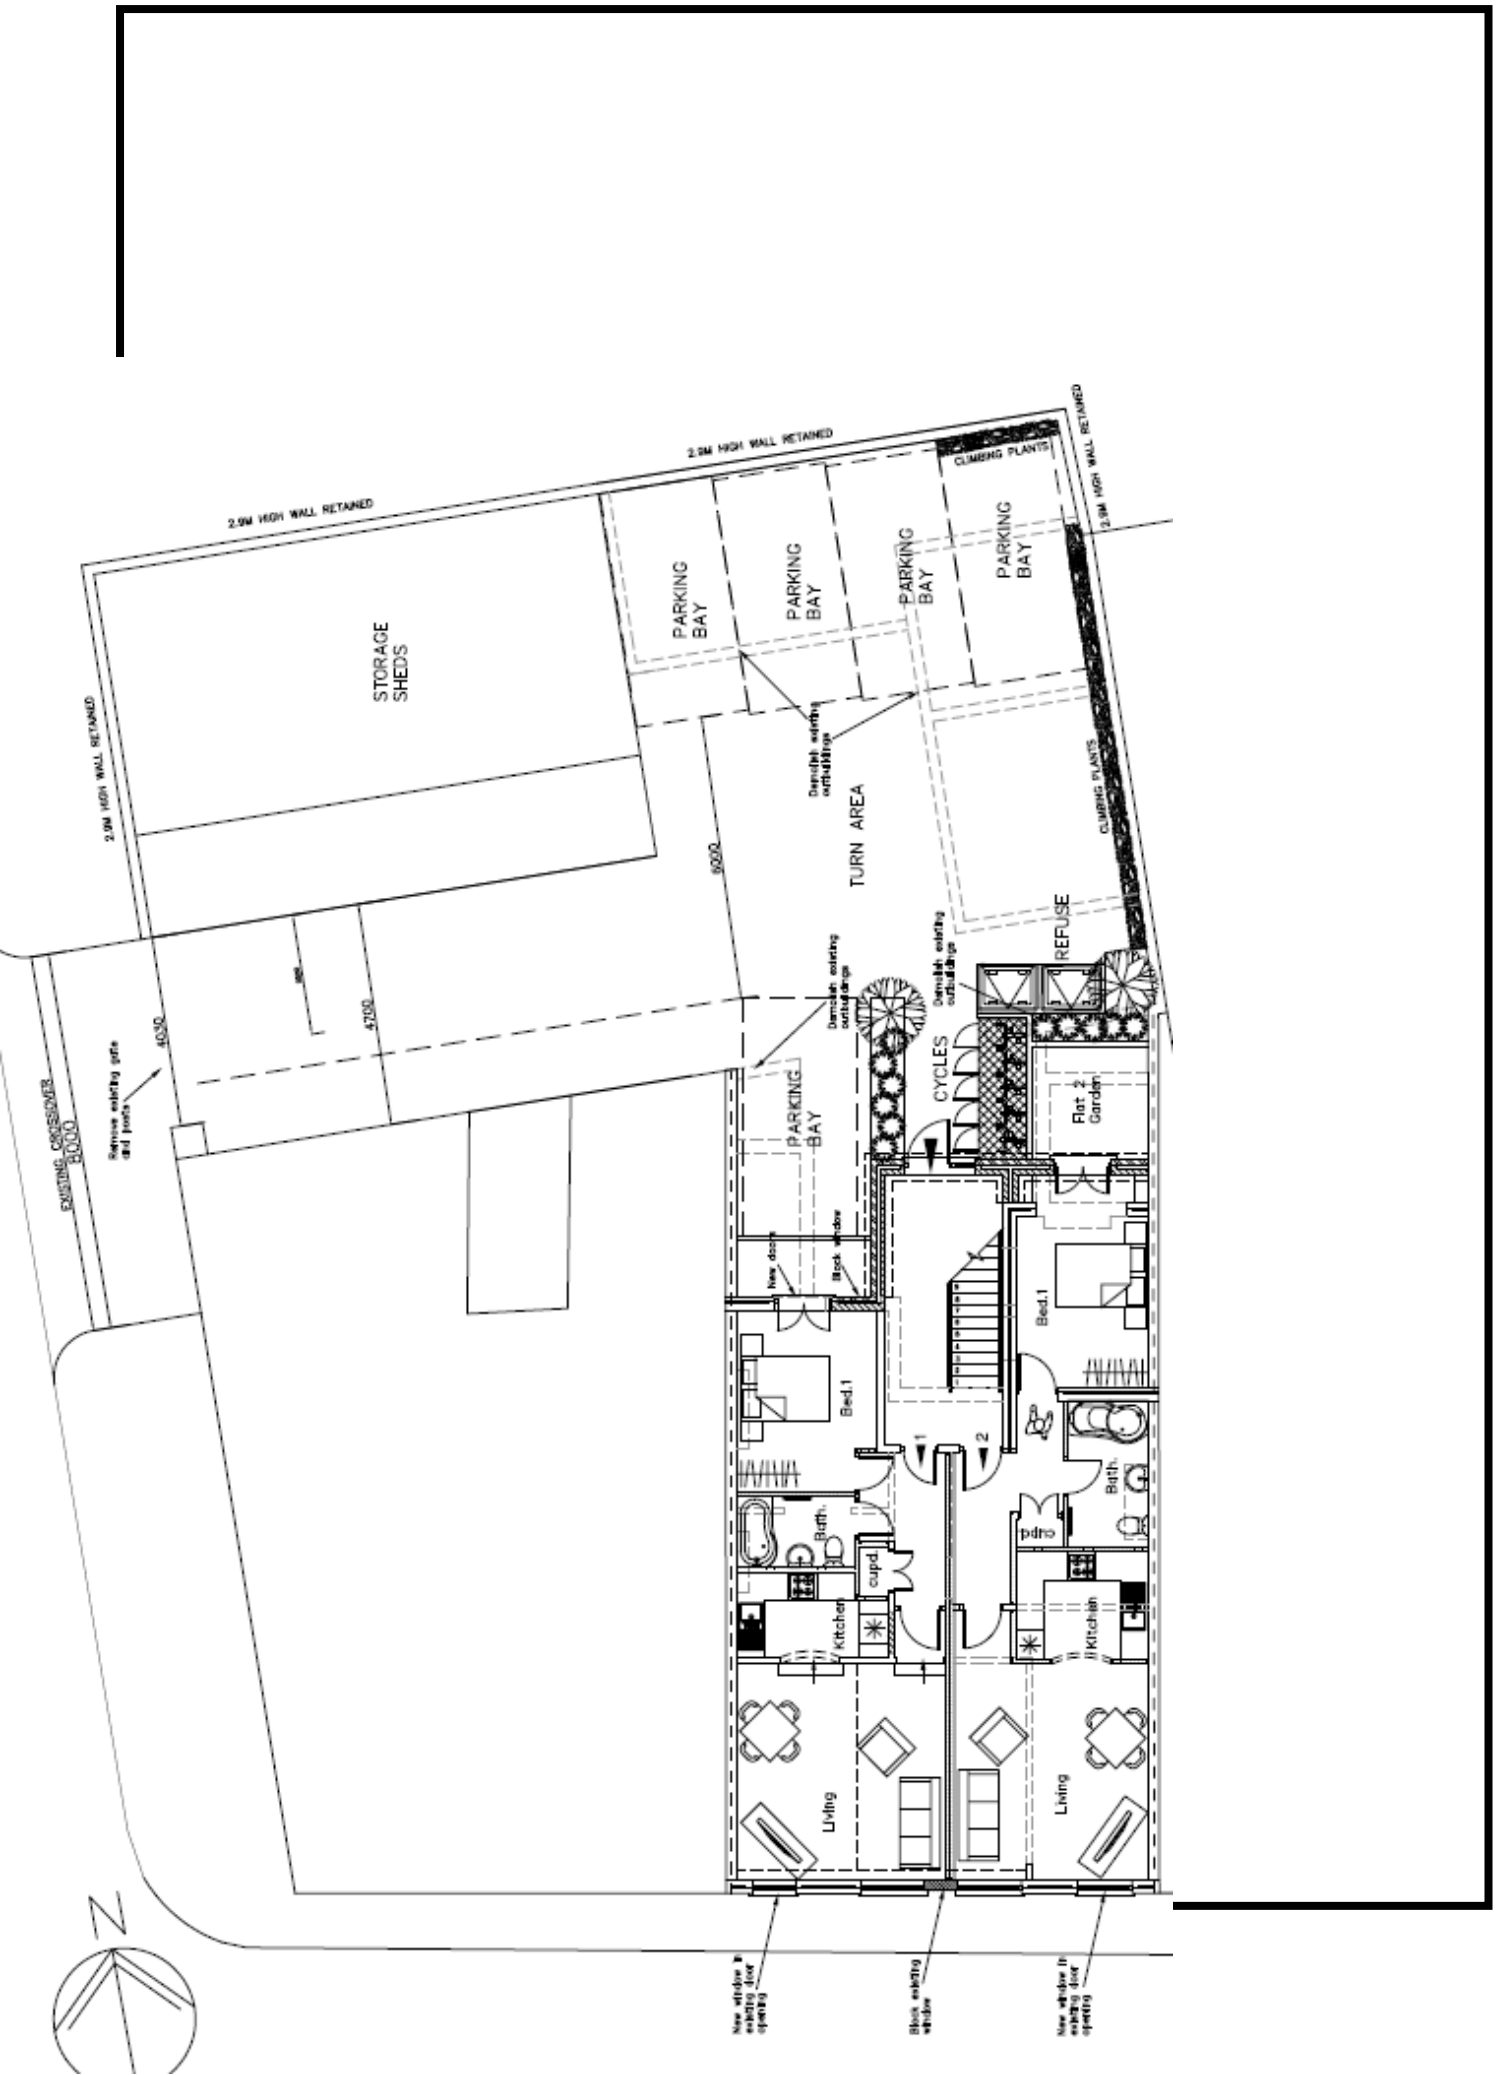 2.9M HIGH WALL RETAINED
2.9M HIGH WALL RETAINED
2.9M HIGH WALL RETAINED
2.9M HIGH WALL RETAINED
CLIMBING PLANTS
STORAGE
SHEDS
PARKING
BAY
PARKING
BAY
PARKING
BAY
PARKING
BAY
Demolish existing
outbuildings
TURN AREA
6000
CLIMBING PLANTS
REFUSE
Demolish existing
outbuildings
Demolish existing
outbuildings
4030
4700
Remove existing gate
and posts
EXISTING CROSSOVER
8000
PARKING
BAY
CYCLES
Flat 2
Garden
New doors
Block window
Bed.1
Bed.1
1
2
Bath.
Bath.
cupd.
cupd
Kitchen
Kitchen
Living
Living
N
New window in
existing door
opening
Block existing
window
New window in
existing door
opening